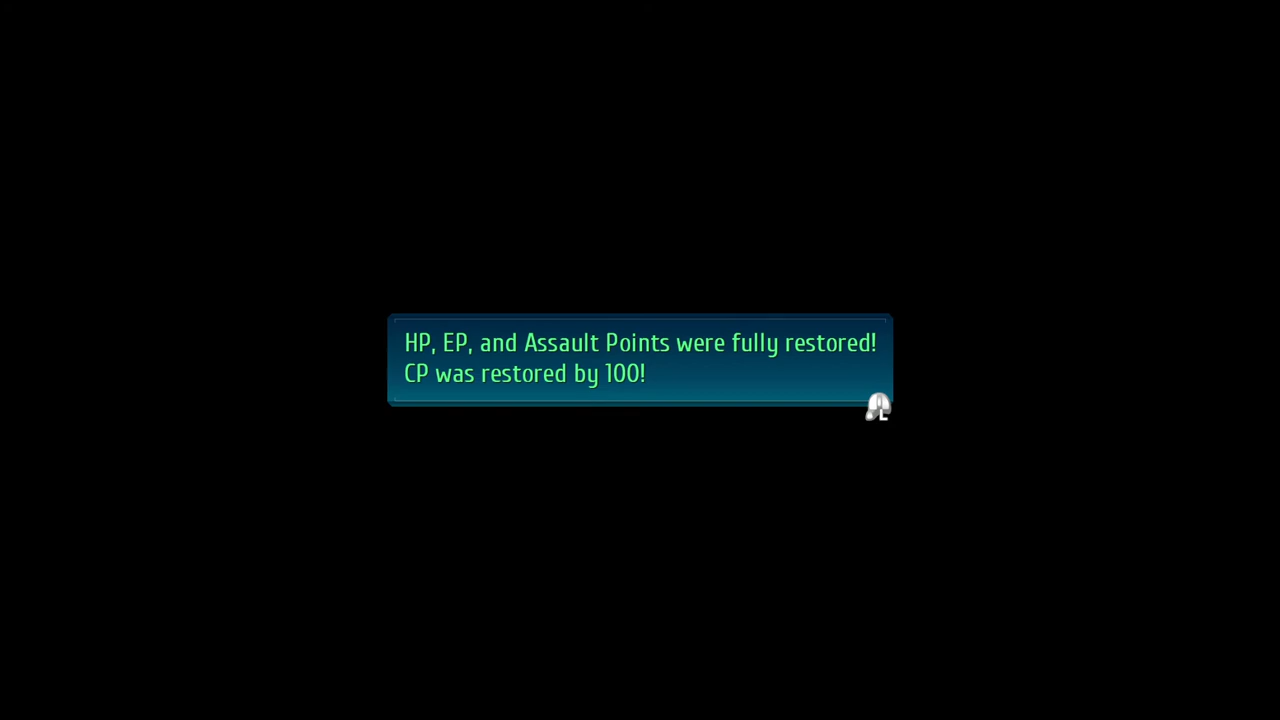 HP, EP, and Assault Points were fully restored!
CP was restored by 100!
L